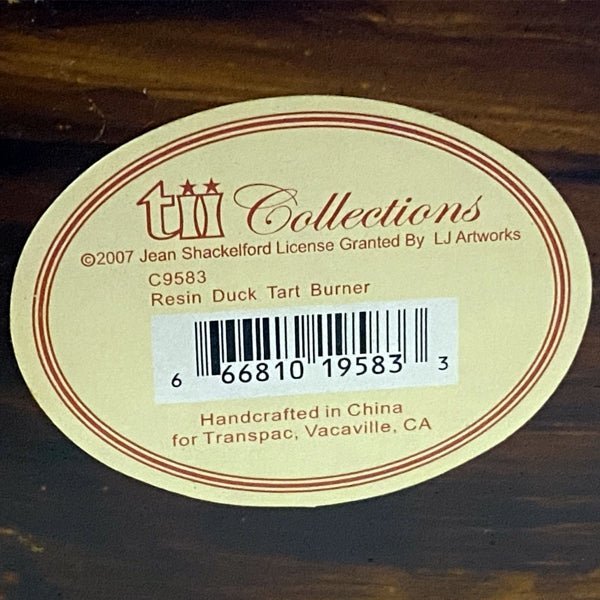 tii Collections
©2007 Jean Shackelford License Granted By LJ Artworks
C9583
Resin Duck Tart Burner
6 66810 19583 3
Handcrafted in China
for Transpac, Vacaville, CA